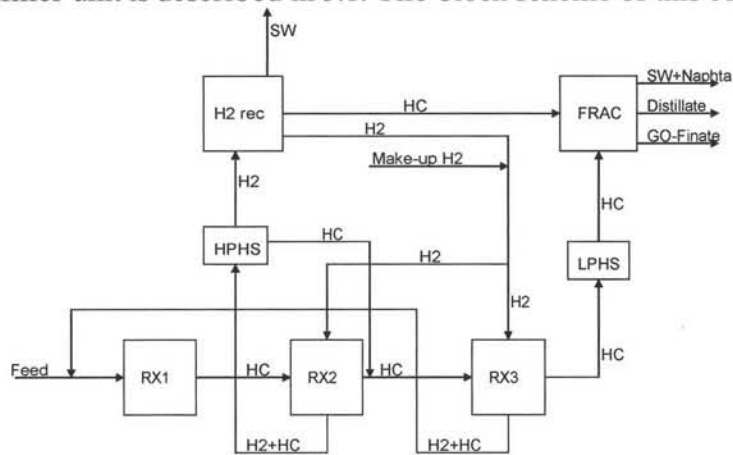 SW
H2 rec
HC
FRAC
SW+Naphta
Distillate
GO-Finate
H2
Make-up H2
H2
HC
HPHS
HC
H2
LPHS
H2
HC
Feed
RX1
HC
RX2
HC
RX3
H2+HC
H2+HC